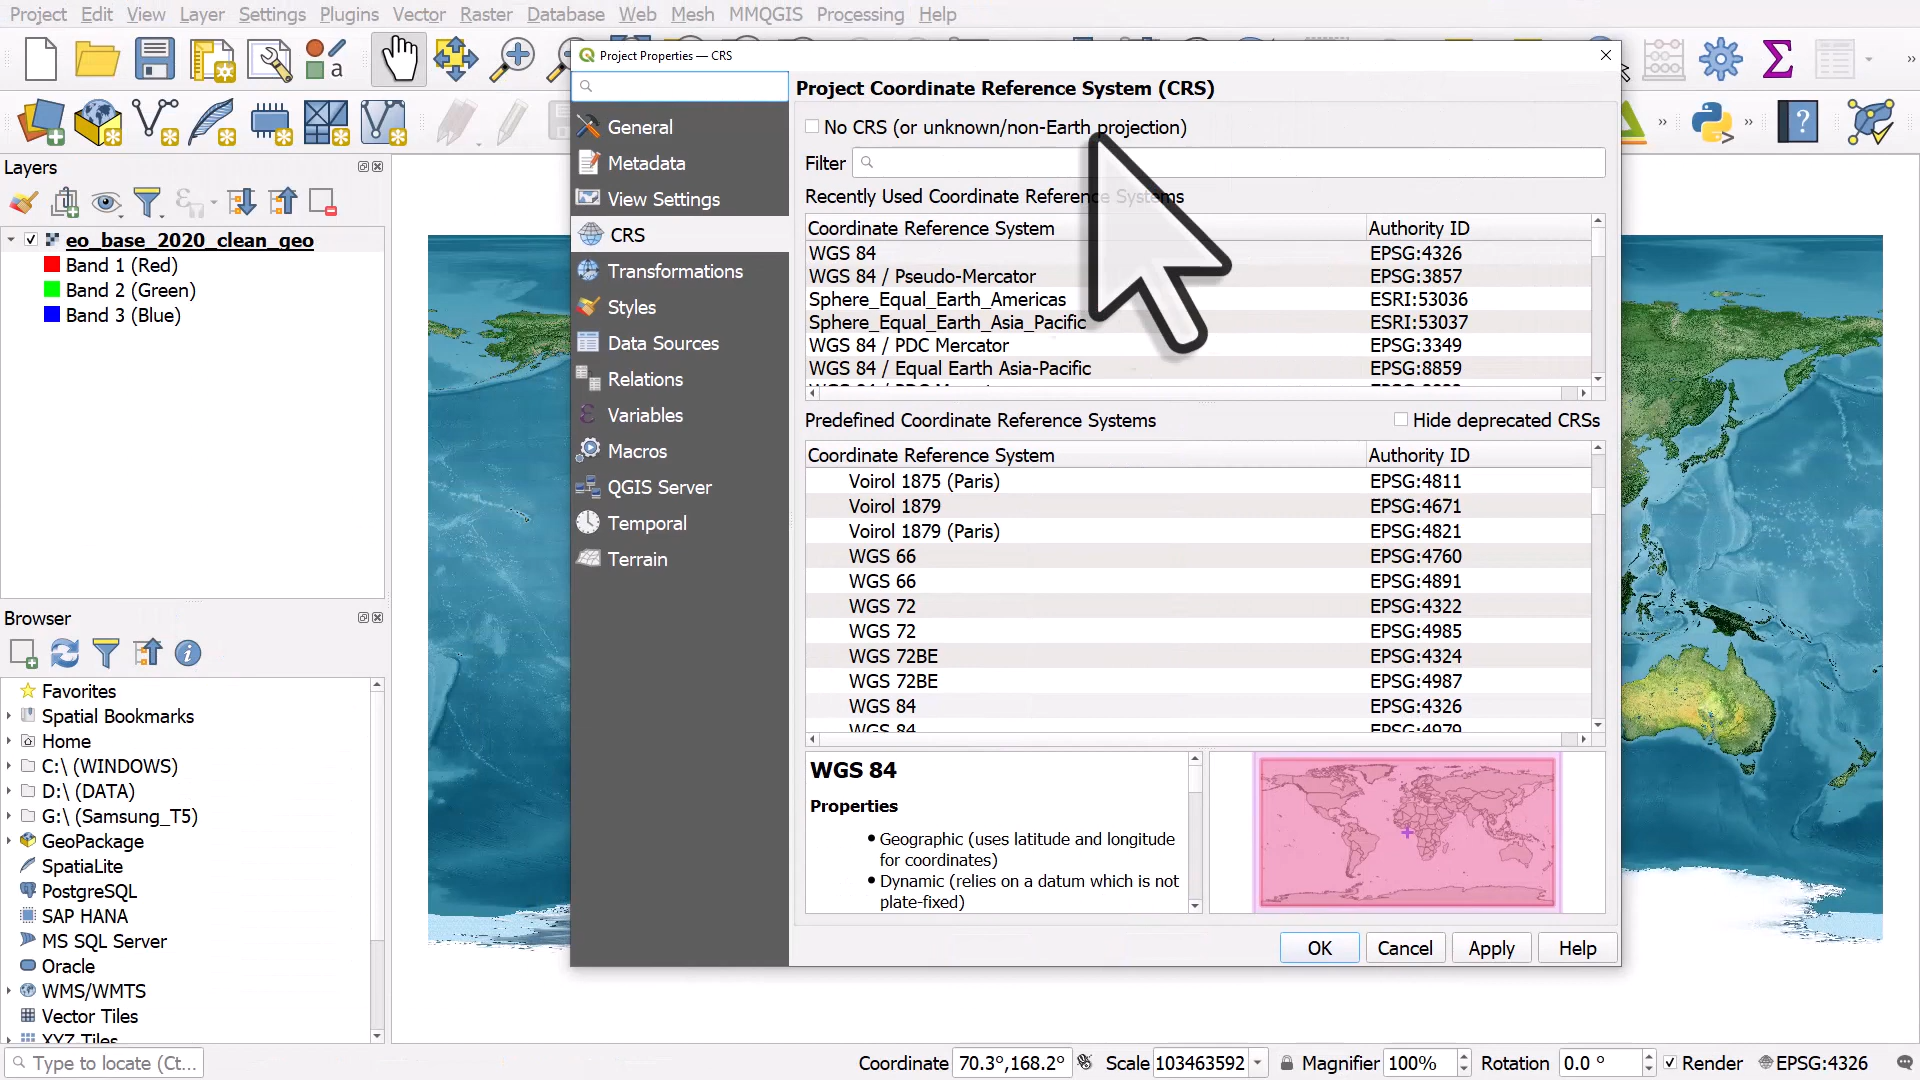 Project Edit View Layer Settings Plugins Vector Raster Database Web Mesh MMQGIS Processing Help
Project Properties — CRS
Layers
eo_base_2020_clean_geo
Band 1 (Red)
Band 2 (Green)
Band 3 (Blue)
Browser
Favorites
Spatial Bookmarks
Home
C:\ (WINDOWS)
D:\ (DATA)
G:\ (Samsung_T5)
GeoPackage
SpatiaLite
PostgreSQL
SAP HANA
MS SQL Server
Oracle
WMS/WMTS
Vector Tiles
XYZ Tiles
General
Metadata
View Settings
CRS
Transformations
Styles
Data Sources
Relations
Variables
Macros
QGIS Server
Temporal
Terrain
Project Coordinate Reference System (CRS)
No CRS (or unknown/non-Earth projection)
Filter
Recently Used Coordinate Reference Systems
Coordinate Reference System Authority ID
WGS 84 EPSG:4326
WGS 84 / Pseudo-Mercator EPSG:3857
Sphere_Equal_Earth_Americas ESRI:53036
Sphere_Equal_Earth_Asia_Pacific ESRI:53037
WGS 84 / PDC Mercator EPSG:3349
WGS 84 / Equal Earth Asia-Pacific EPSG:8859
Predefined Coordinate Reference Systems Hide deprecated CRSs
Coordinate Reference System Authority ID
Voirol 1875 (Paris) EPSG:4811
Voirol 1879 EPSG:4671
Voirol 1879 (Paris) EPSG:4821
WGS 66 EPSG:4760
WGS 66 EPSG:4891
WGS 72 EPSG:4322
WGS 72 EPSG:4985
WGS 72BE EPSG:4324
WGS 72BE EPSG:4987
WGS 84 EPSG:4326
WGS 84 EPSG:4979
WGS 84
Properties
• Geographic (uses latitude and longitude
for coordinates)
• Dynamic (relies on a datum which is not
plate-fixed)
OK Cancel Apply Help
Type to locate (Ct... Coordinate 70.3°,168.2° Scale 103463592 Magnifier 100% Rotation 0.0 ° Render EPSG:4326